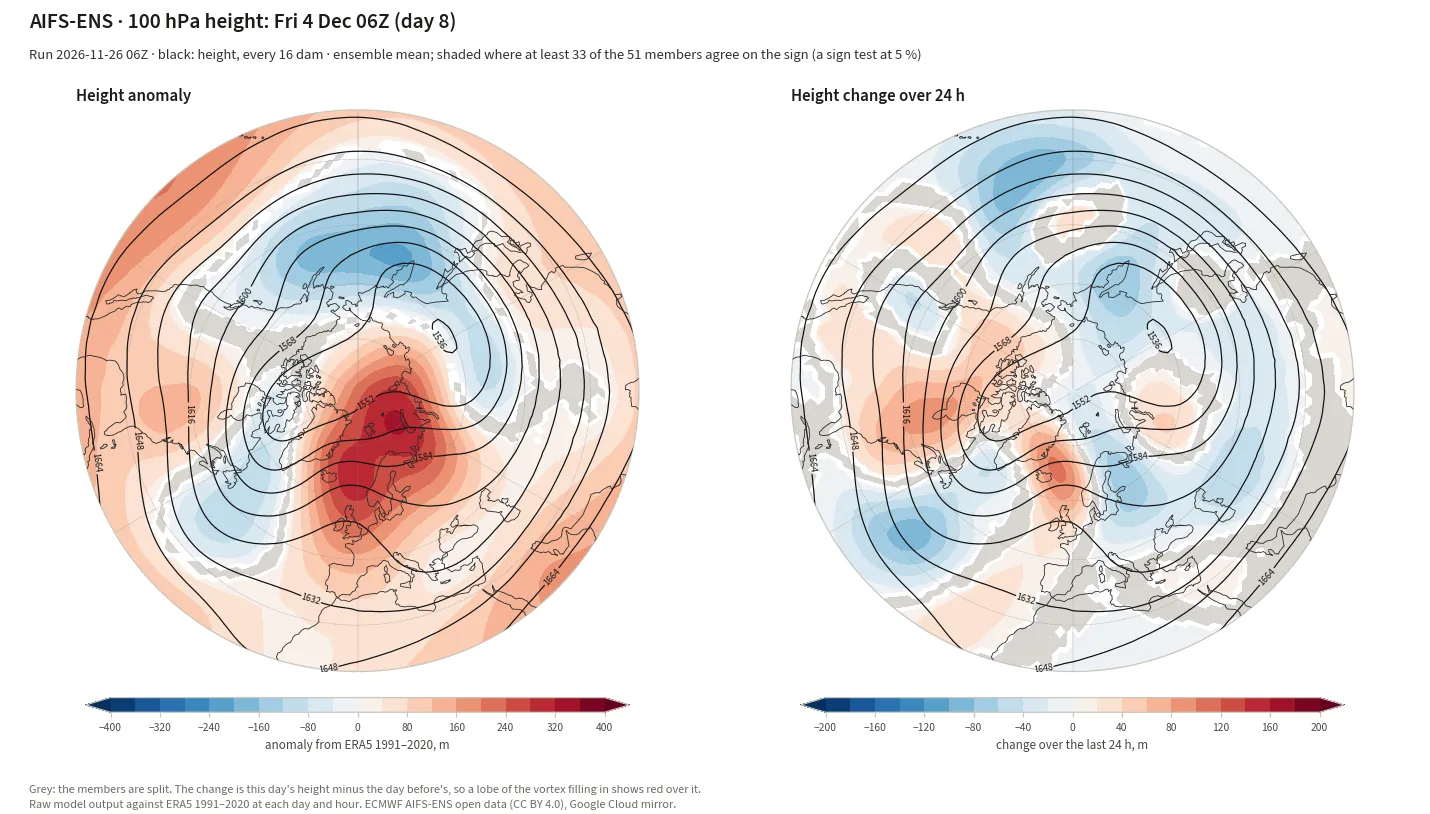 AIFS-ENS · 100 hPa height: Fri 4 Dec 06Z (day 8)
Run 2026-11-26 06Z · black: height, every 16 dam · ensemble mean; shaded where at least 33 of the 51 members agree on the sign (a sign test at 5 %)
Height anomaly
Height change over 24 h
1600
1568
1536
1552
1616
1648
1664
1584
1632
1664
1648
1600
1568
1536
1552
1616
1648
1664
1584
1632
1664
1648
−400 −320 −240 −160 −80 0 80 160 240 320 400
anomaly from ERA5 1991–2020, m
−200 −160 −120 −80 −40 0 40 80 120 160 200
change over the last 24 h, m
Grey: the members are split. The change is this day's height minus the day before's, so a lobe of the vortex filling in shows red over it.
Raw model output against ERA5 1991–2020 at each day and hour. ECMWF AIFS-ENS open data (CC BY 4.0), Google Cloud mirror.